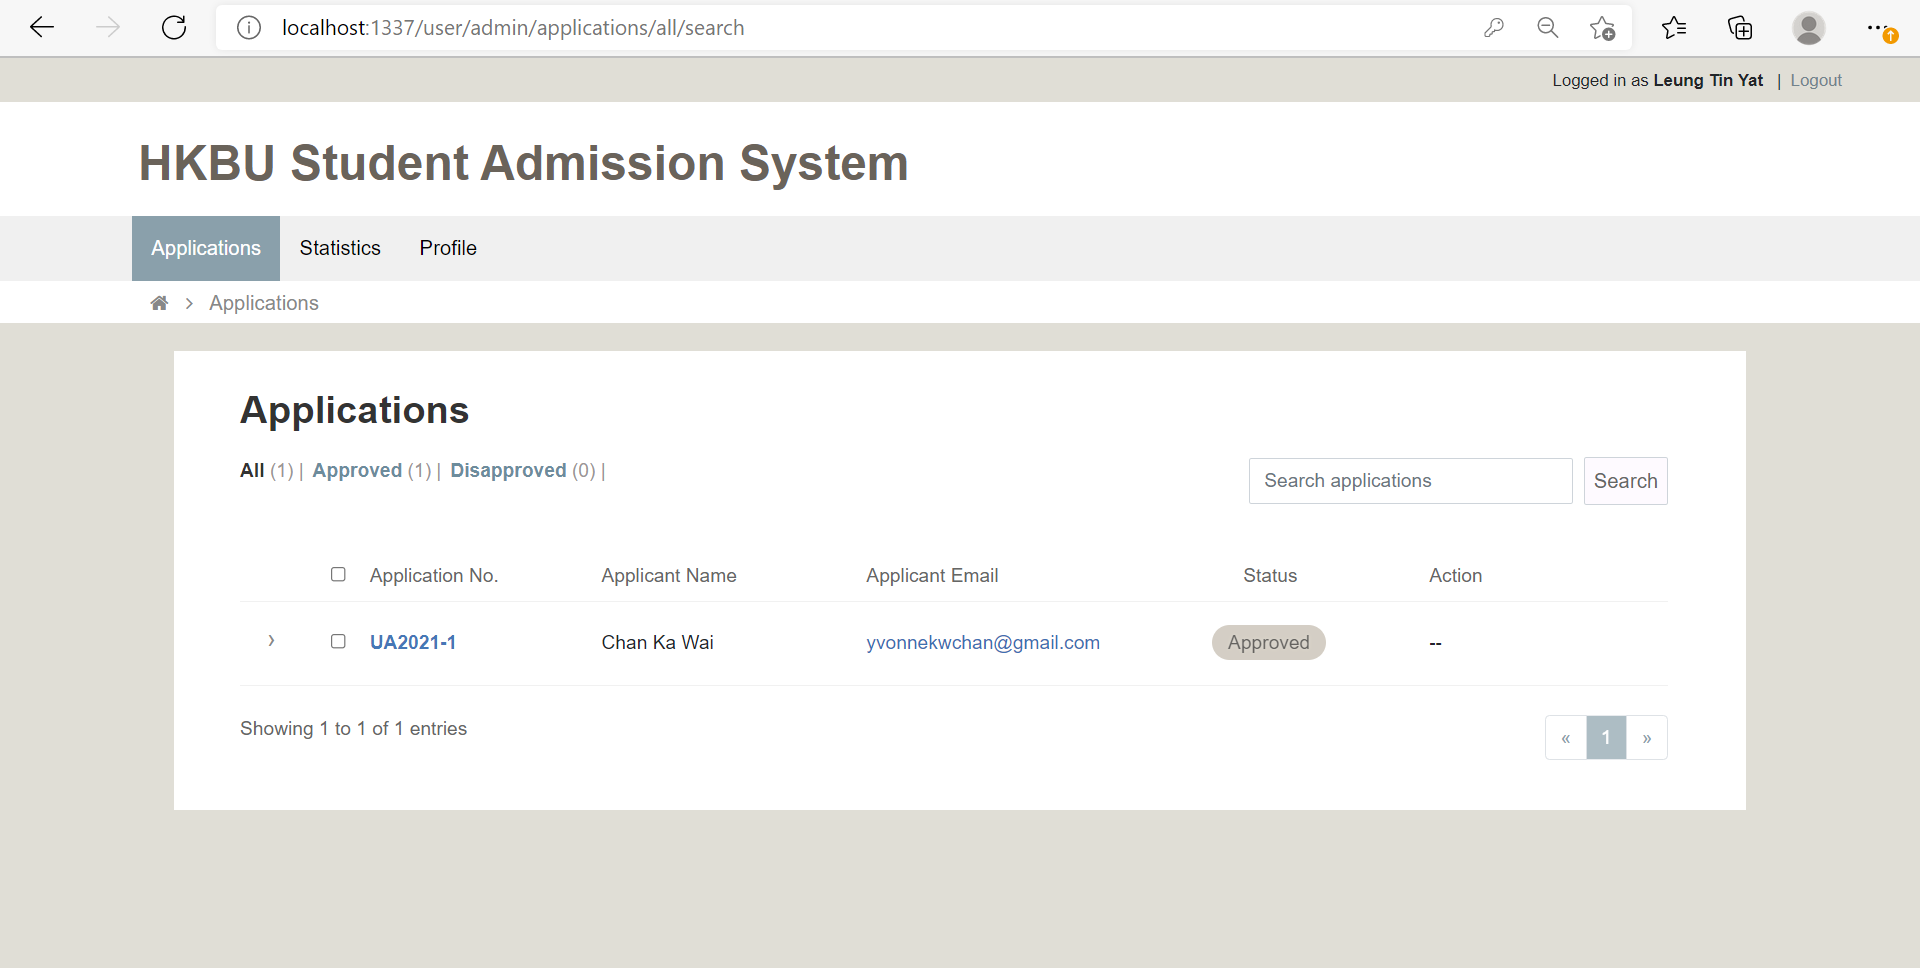 localhost:1337/user/admin/applications/all/search
Logged in as Leung Tin Yat | Logout
HKBU Student Admission System
Applications Statistics Profile
Applications
Applications
All (1) | Approved (1) | Disapproved (0) |
Search applications Search
Application No. Applicant Name Applicant Email Status Action
UA2021-1 Chan Ka Wai yvonnekwchan@gmail.com Approved --
Showing 1 to 1 of 1 entries
« 1 »